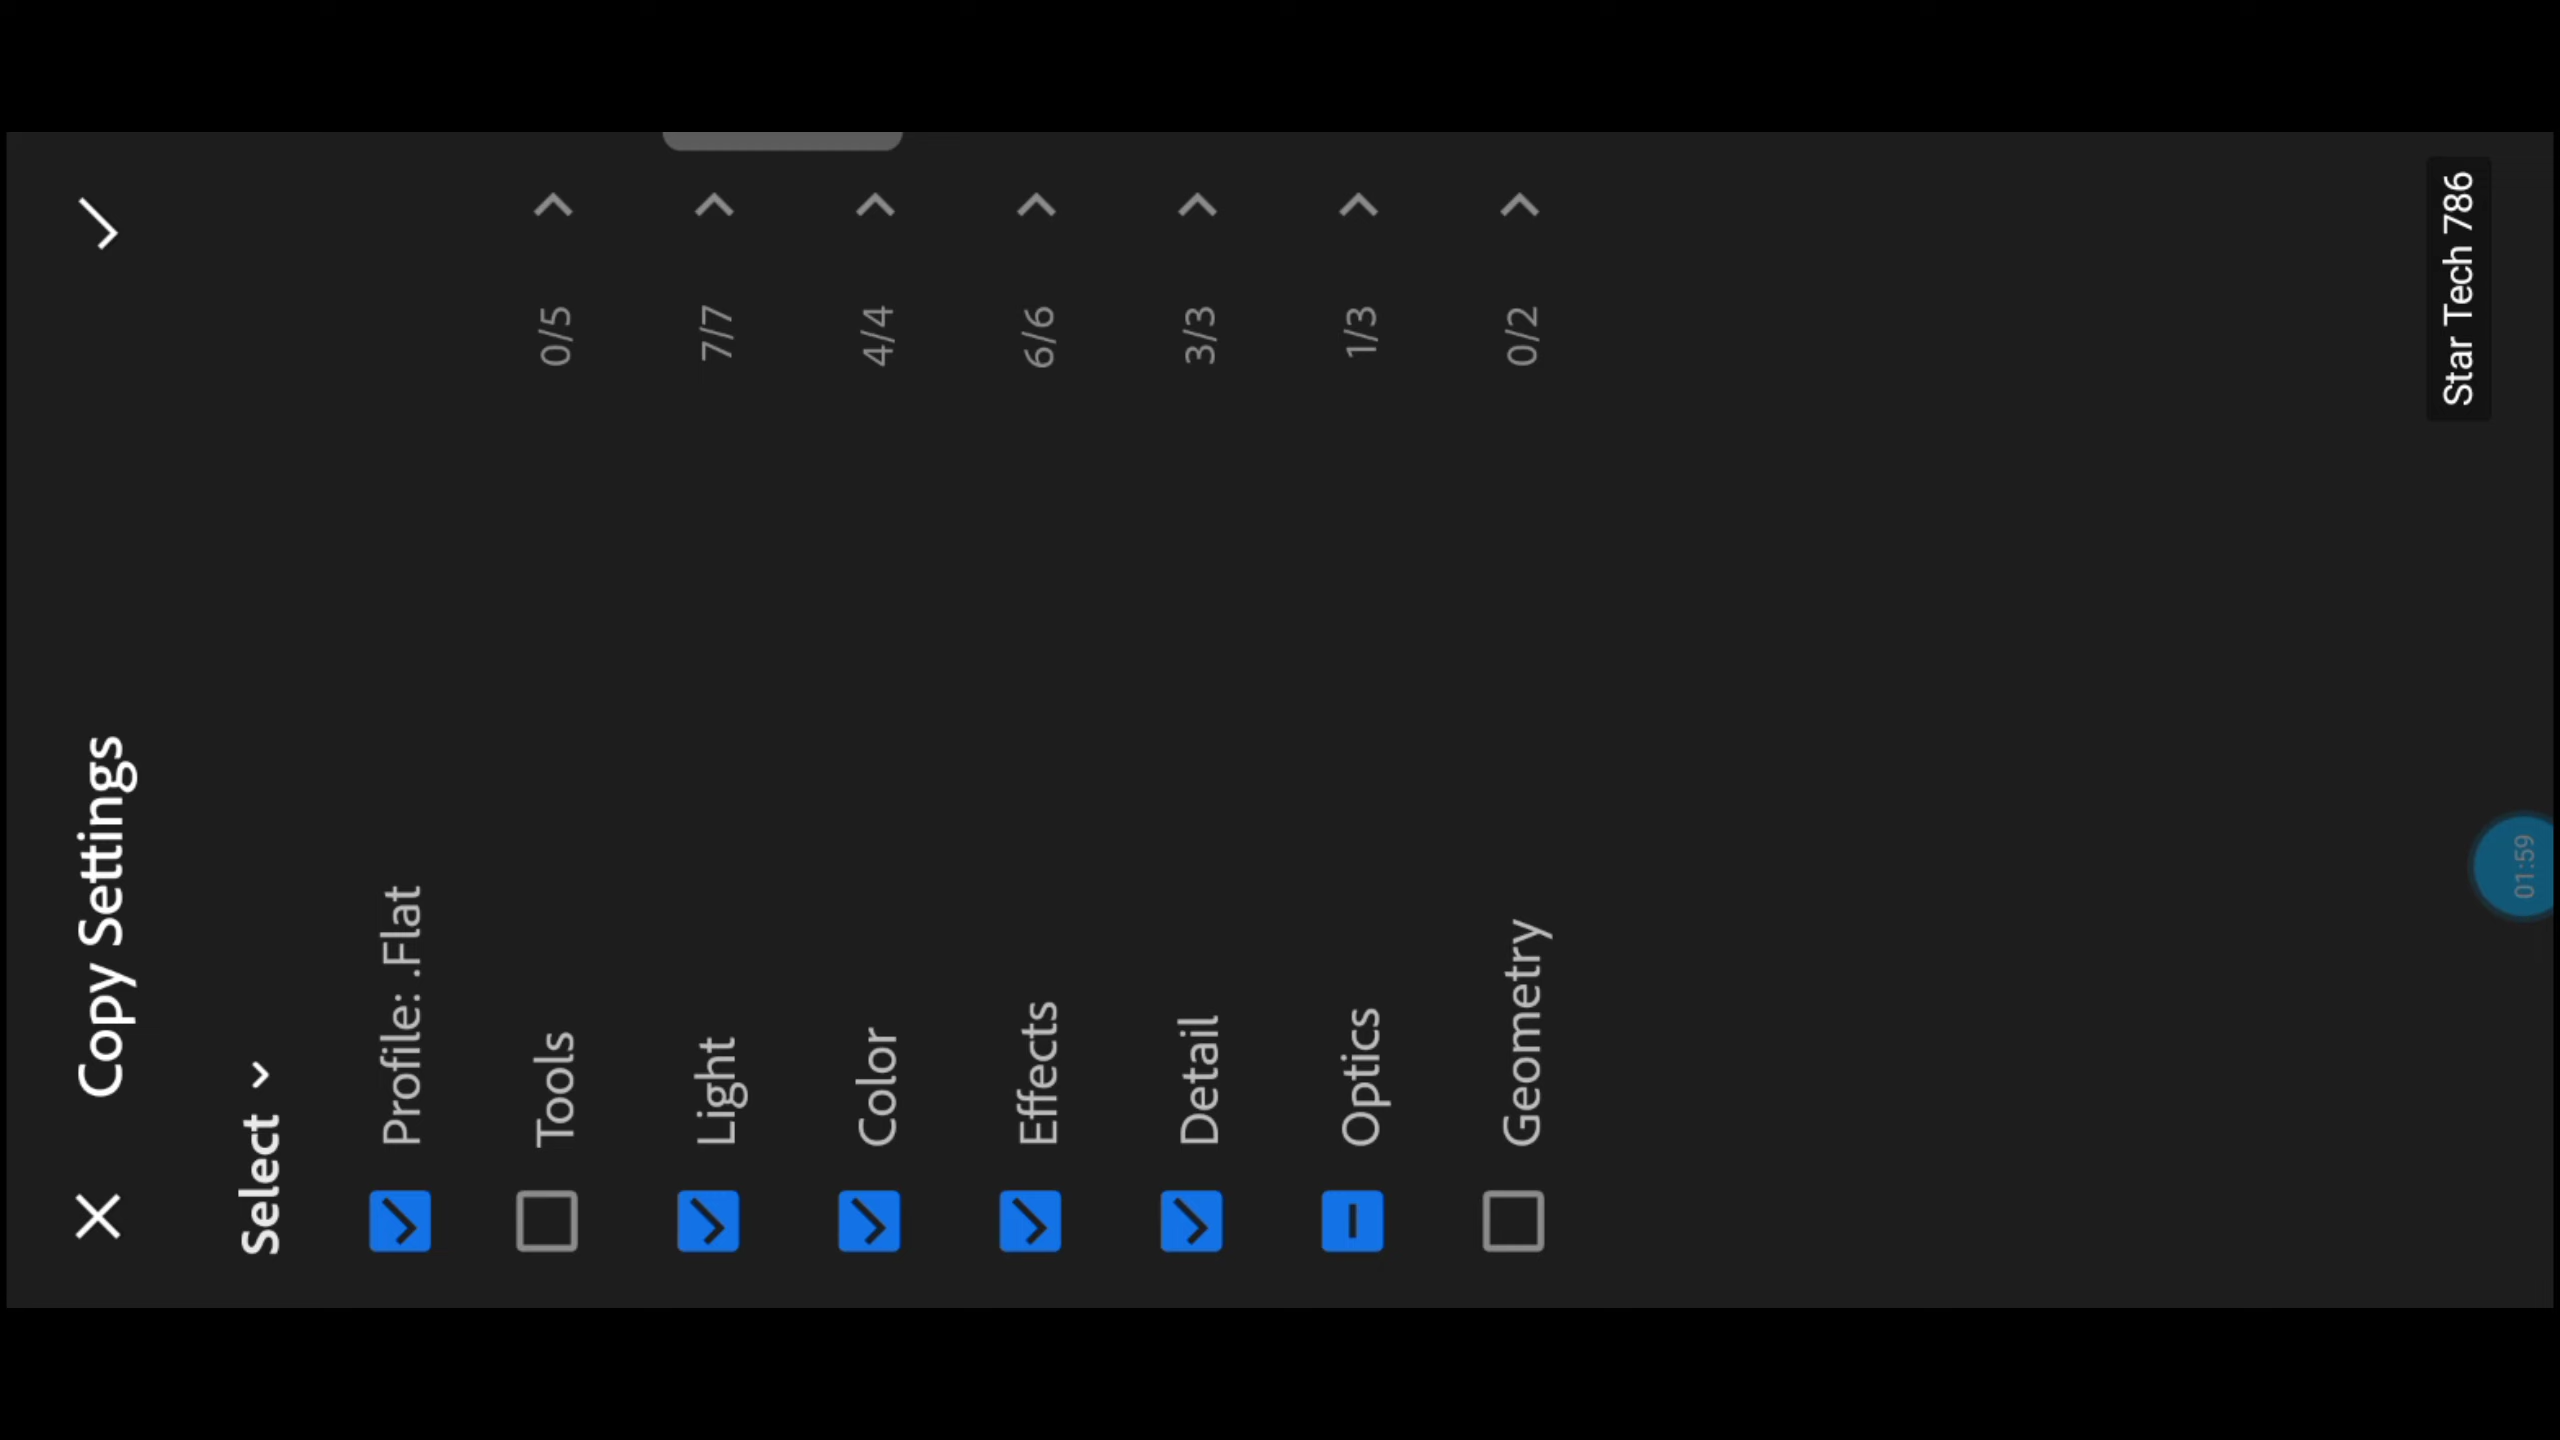 Copy Settings
Select
Profile: .Flat
Tools 0/5
Light 7/7
Color 4/4
Effects 6/6
Detail 3/3
Optics 1/3
Geometry 0/2
Star Tech 786
01:59